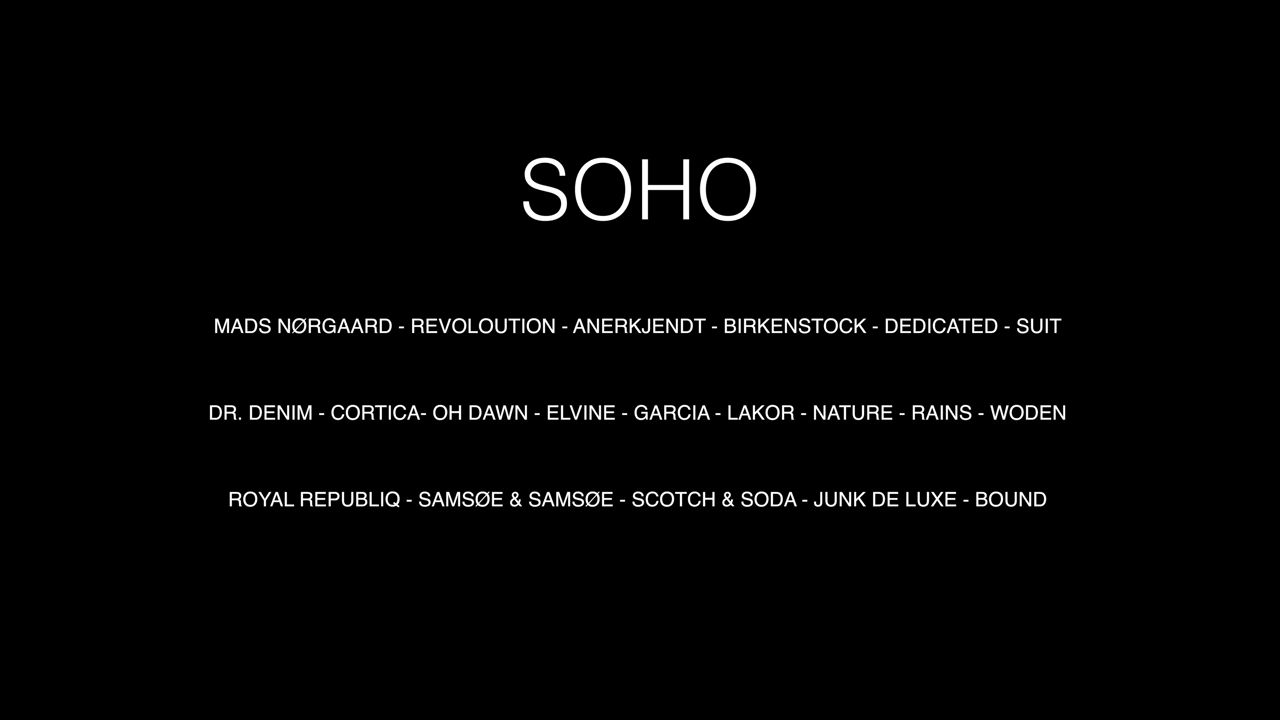 SOHO
MADS NØRGAARD - REVOLOUTION - ANERKJENDT - BIRKENSTOCK - DEDICATED - SUIT
DR. DENIM - CORTICA- OH DAWN - ELVINE - GARCIA - LAKOR - NATURE - RAINS - WODEN
ROYAL REPUBLIQ - SAMSØE & SAMSØE - SCOTCH & SODA - JUNK DE LUXE - BOUND